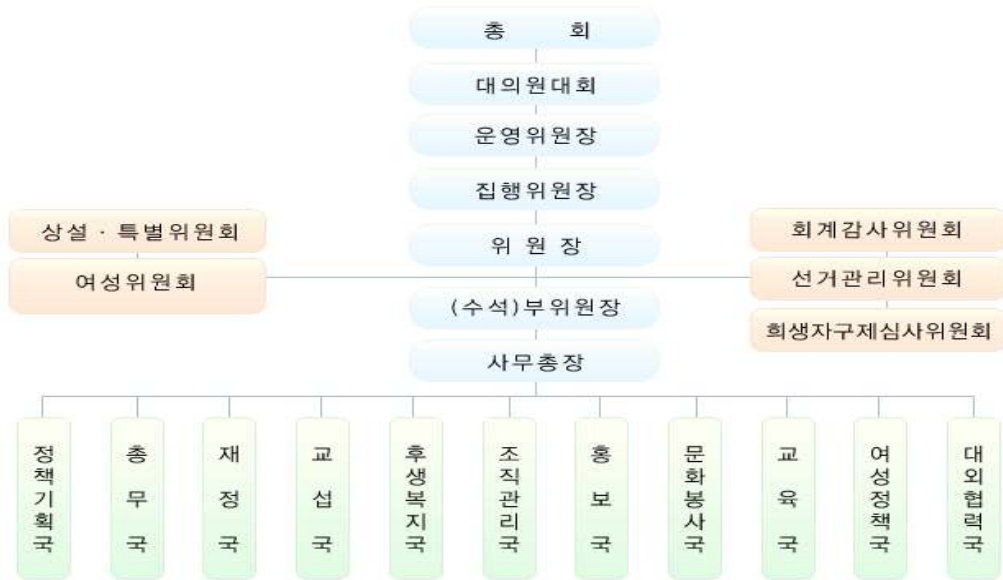 총 회
대의원대회
운영위원장
집행위원장
위 원 장
상설 · 특별위원회
여성위원회
회계감사위원회
선거관리위원회
희생자구제심사위원회
(수석)부위원장
사무총장
정책기획국
총무국
재정국
교섭국
후생복지국
조직관리국
홍보국
문화봉사국
교육국
여성정책국
대외협력국